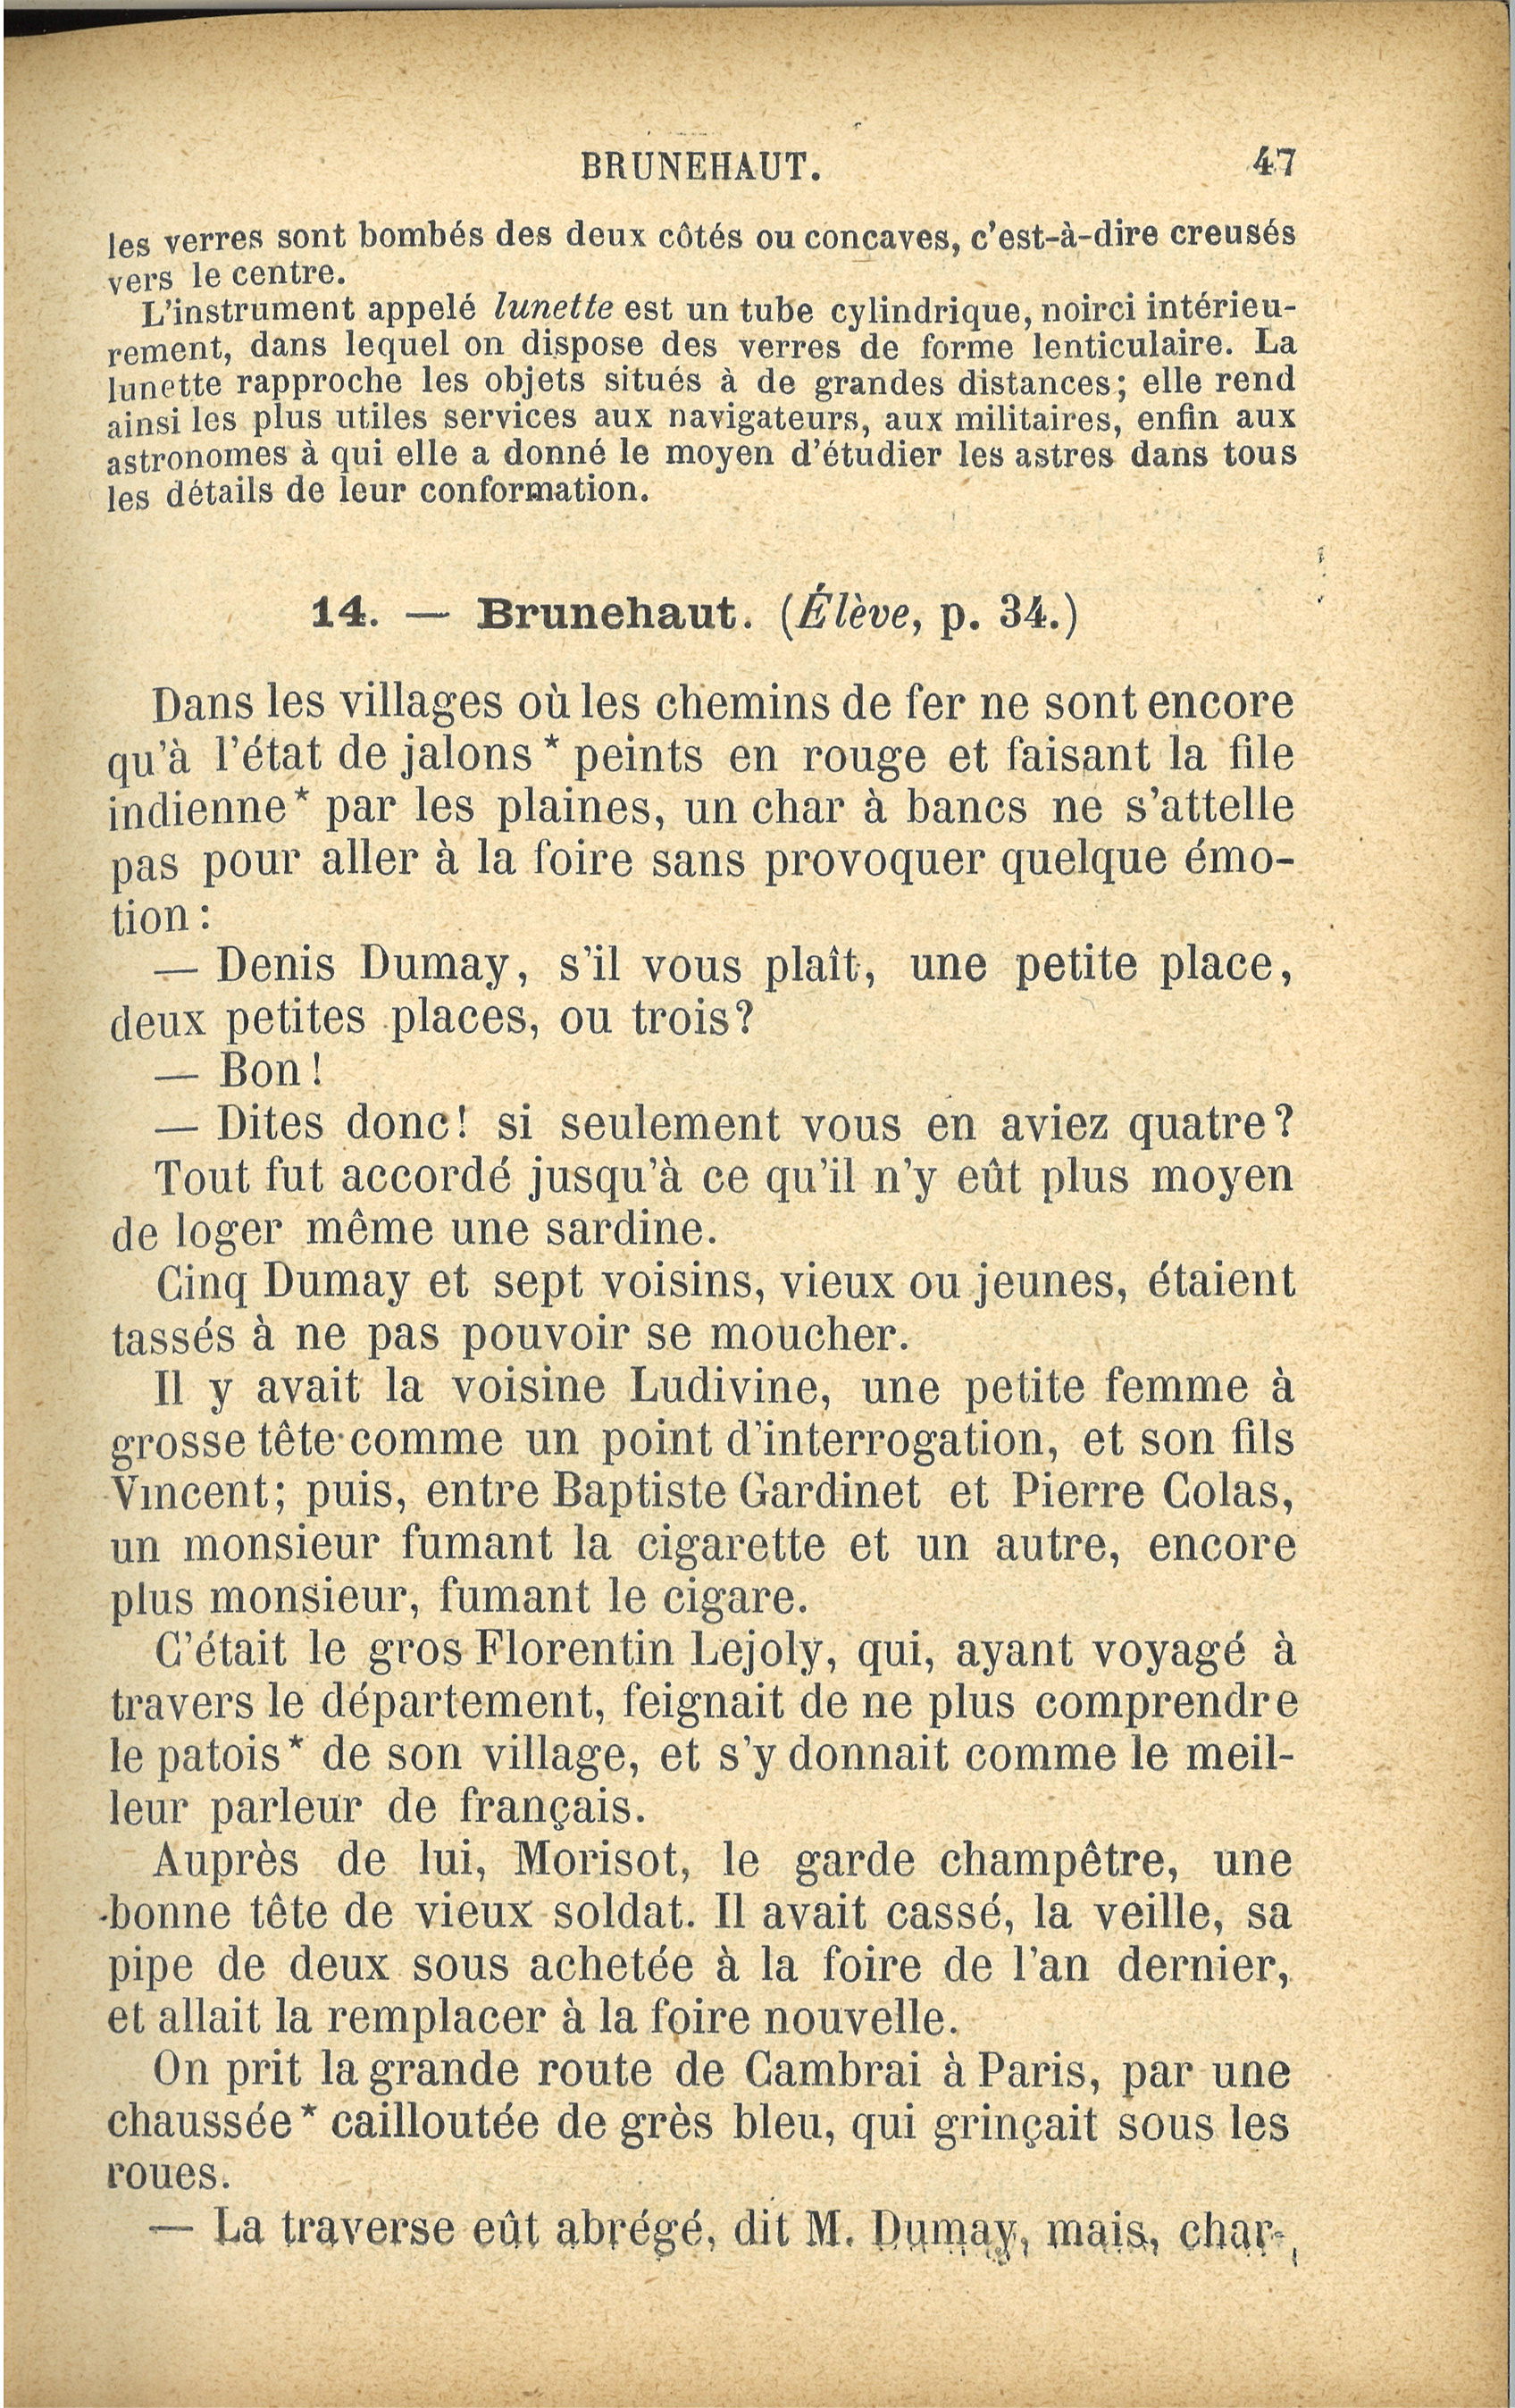 BRUNEHAUT. 47
les verres sont bombés des deux côtés ou concaves, c'est-à-dire creusés
vers le centre.
L'instrument appelé lunette est un tube cylindrique, noirci intérieu-
rement, dans lequel on dispose des verres de forme lenticulaire. La
lunette rapproche les objets situés à de grandes distances; elle rend
ainsi les plus utiles services aux navigateurs, aux militaires, enfin aux
astronomes à qui elle a donné le moyen d'étudier les astres dans tous
les détails de leur conformation.
14. — Brunehaut. (Élève, p. 34.)
Dans les villages où les chemins de fer ne sont encore
qu'à l'état de jalons * peints en rouge et faisant la file
indienne * par les plaines, un char à bancs ne s'attelle
pas pour aller à la foire sans provoquer quelque émo-
tion :
— Denis Dumay, s'il vous plaît, une petite place,
deux petites places, ou trois?
— Bon!
— Dites donc! si seulement vous en aviez quatre?
Tout fut accordé jusqu'à ce qu'il n'y eût plus moyen
de loger même une sardine.
Cinq Dumay et sept voisins, vieux ou jeunes, étaient
tassés à ne pas pouvoir se moucher.
Il y avait la voisine Ludivine, une petite femme à
grosse tête comme un point d'interrogation, et son fils
Vincent; puis, entre Baptiste Gardinet et Pierre Colas,
un monsieur fumant la cigarette et un autre, encore
plus monsieur, fumant le cigare.
C'était le gros Florentin Lejoly, qui, ayant voyagé à
travers le département, feignait de ne plus comprendre
le patois * de son village, et s'y donnait comme le meil-
leur parleur de français.
Auprès de lui, Morisot, le garde champêtre, une
bonne tête de vieux soldat. Il avait cassé, la veille, sa
pipe de deux sous achetée à la foire de l'an dernier,
et allait la remplacer à la foire nouvelle.
On prit la grande route de Cambrai à Paris, par une
chaussée * cailloutée de grès bleu, qui grinçait sous les
roues.
— La traverse eût abrégé, dit M. Dumay, mais, char-